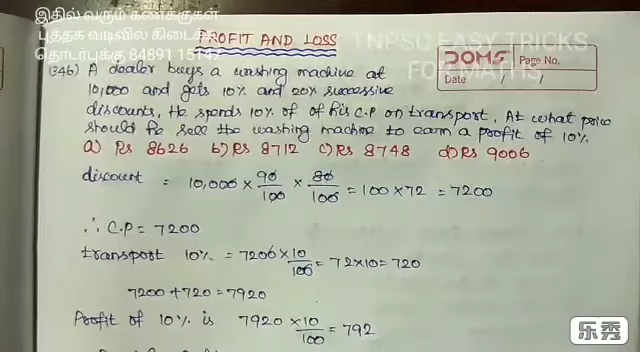 இதில் வரும் கணக்குகள்
புத்தக வடிவில் கிடைக்க
தொடர்புக்கு 84891 15147
TNPSC EASY TRICKS
FOR MATHS
PROFIT AND LOSS
DOMS Page No.
Date / /
346) A dealer buys a washing machine at
10,000 and gets 10% and 20% successive
discounts. He spends 10% of of his C.P on transport. At what price
should he sell the washing machine to earn a profit of 10%.
a) Rs 8626 b) Rs 8712 c) Rs 8748 d) Rs 9006
discount = 10,000 × 90/100 × 80/100 = 100 × 72 = 7200
∴ C.P = 7200
transport 10% = 7200 × 10/100 = 72 × 10 = 720
7200 + 720 = 7920
Profit of 10% is 7920 × 10/100 = 792
乐秀